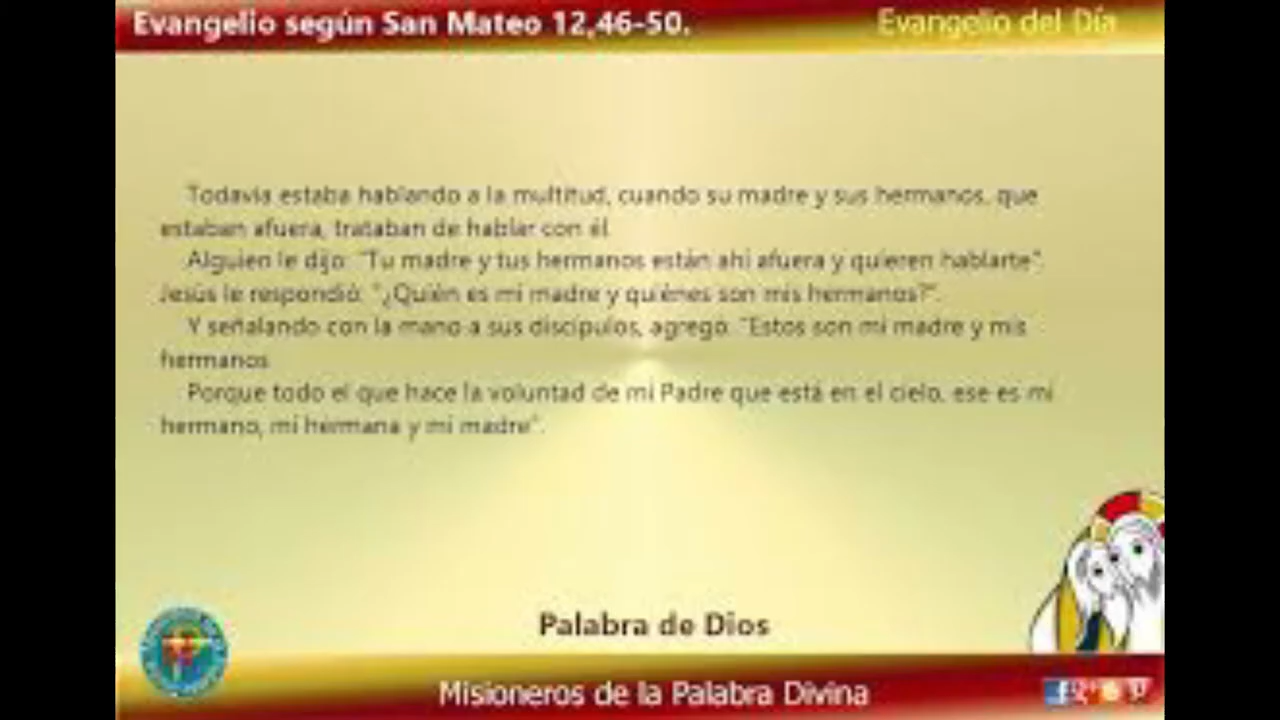 Evangelio según San Mateo 12,46-50.
Evangelio del Día
Todavía estaba hablando a la multitud, cuando su madre y sus hermanos, que
estaban afuera, trataban de hablar con él.
Alguien le dijo: "Tu madre y tus hermanos están ahí afuera y quieren hablarte".
Jesús le respondió: "¿Quién es mi madre y quiénes son mis hermanos?".
Y señalando con la mano a sus discípulos, agregó: "Estos son mi madre y mis
hermanos.
Porque todo el que hace la voluntad de mi Padre que está en el cielo, ese es mi
hermano, mi hermana y mi madre".
Palabra de Dios
Misioneros de la Palabra Divina